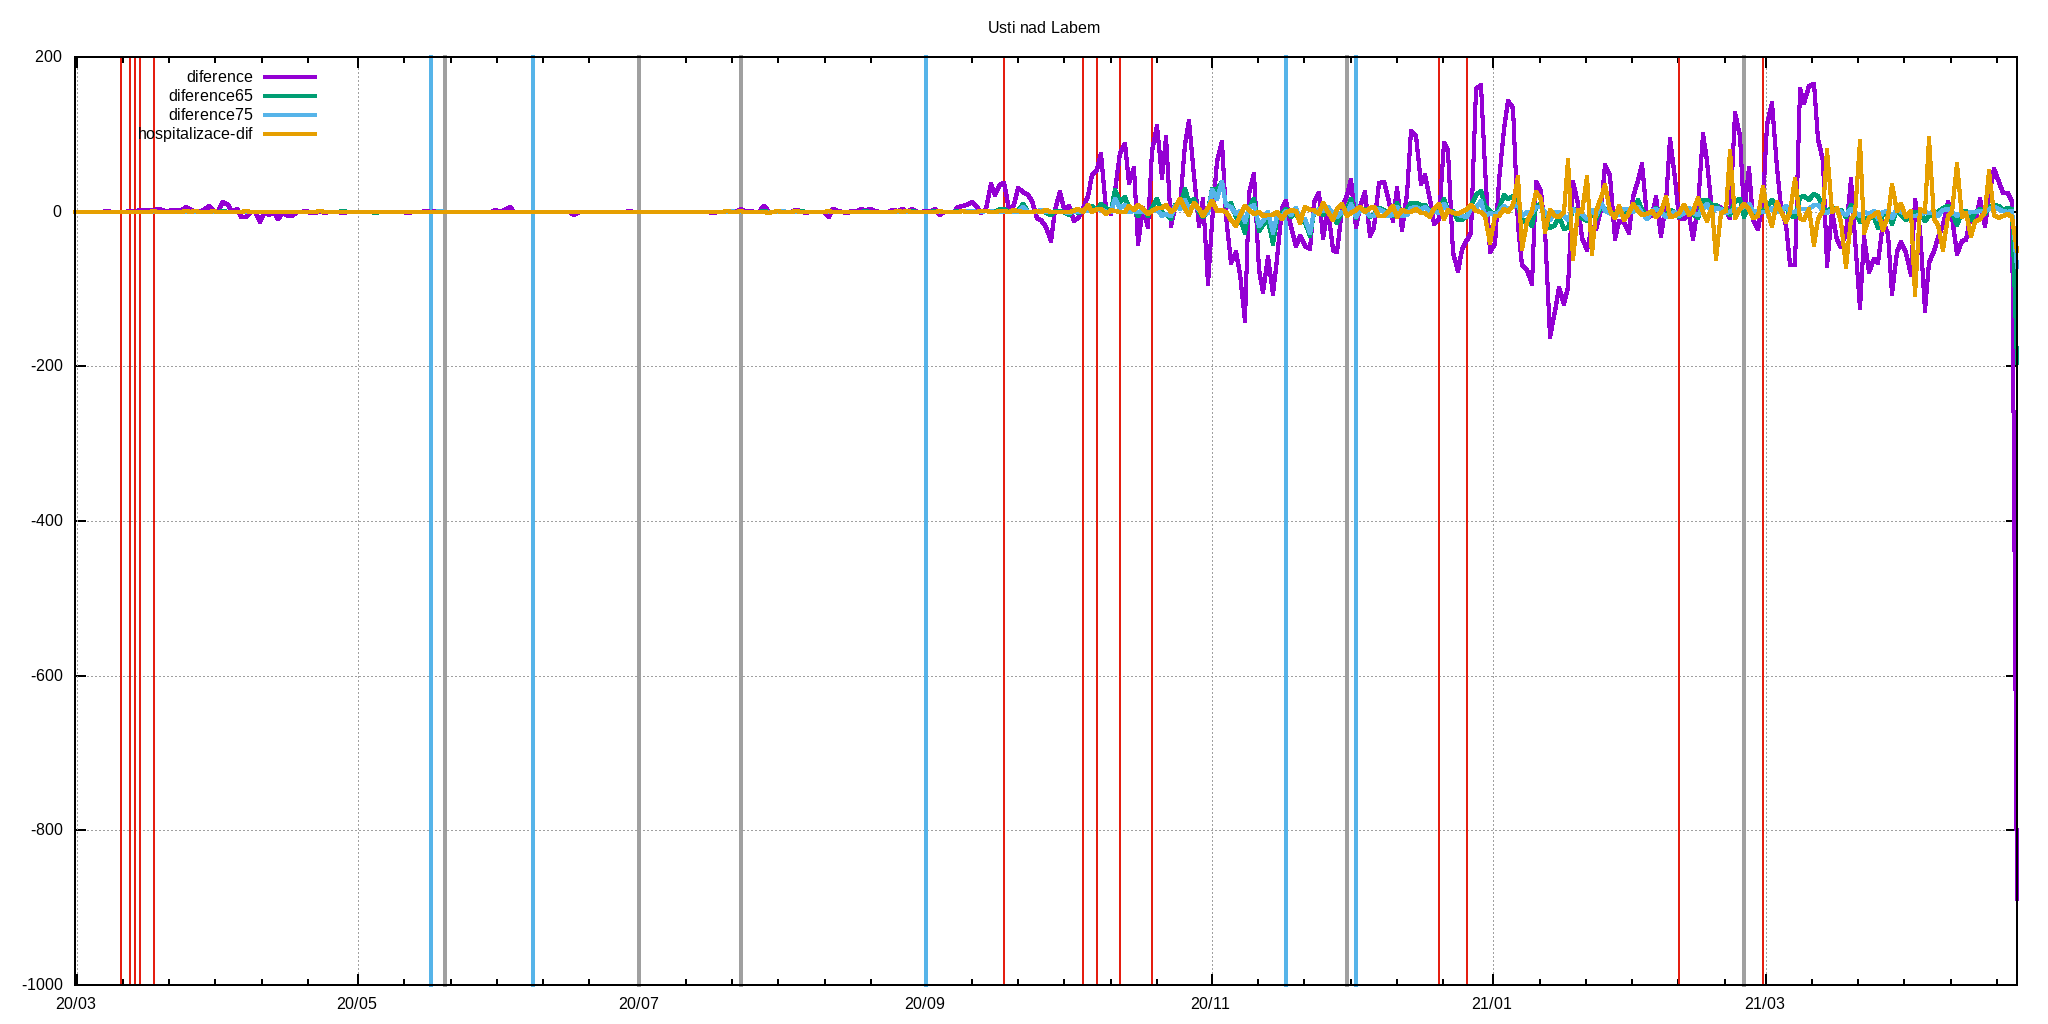 Usti nad Labem
diference
diference65
diference75
hospitalizace-dif
200
0
-200
-400
-600
-800
-1000
20/03 20/05 20/07 20/09 20/11 21/01 21/03